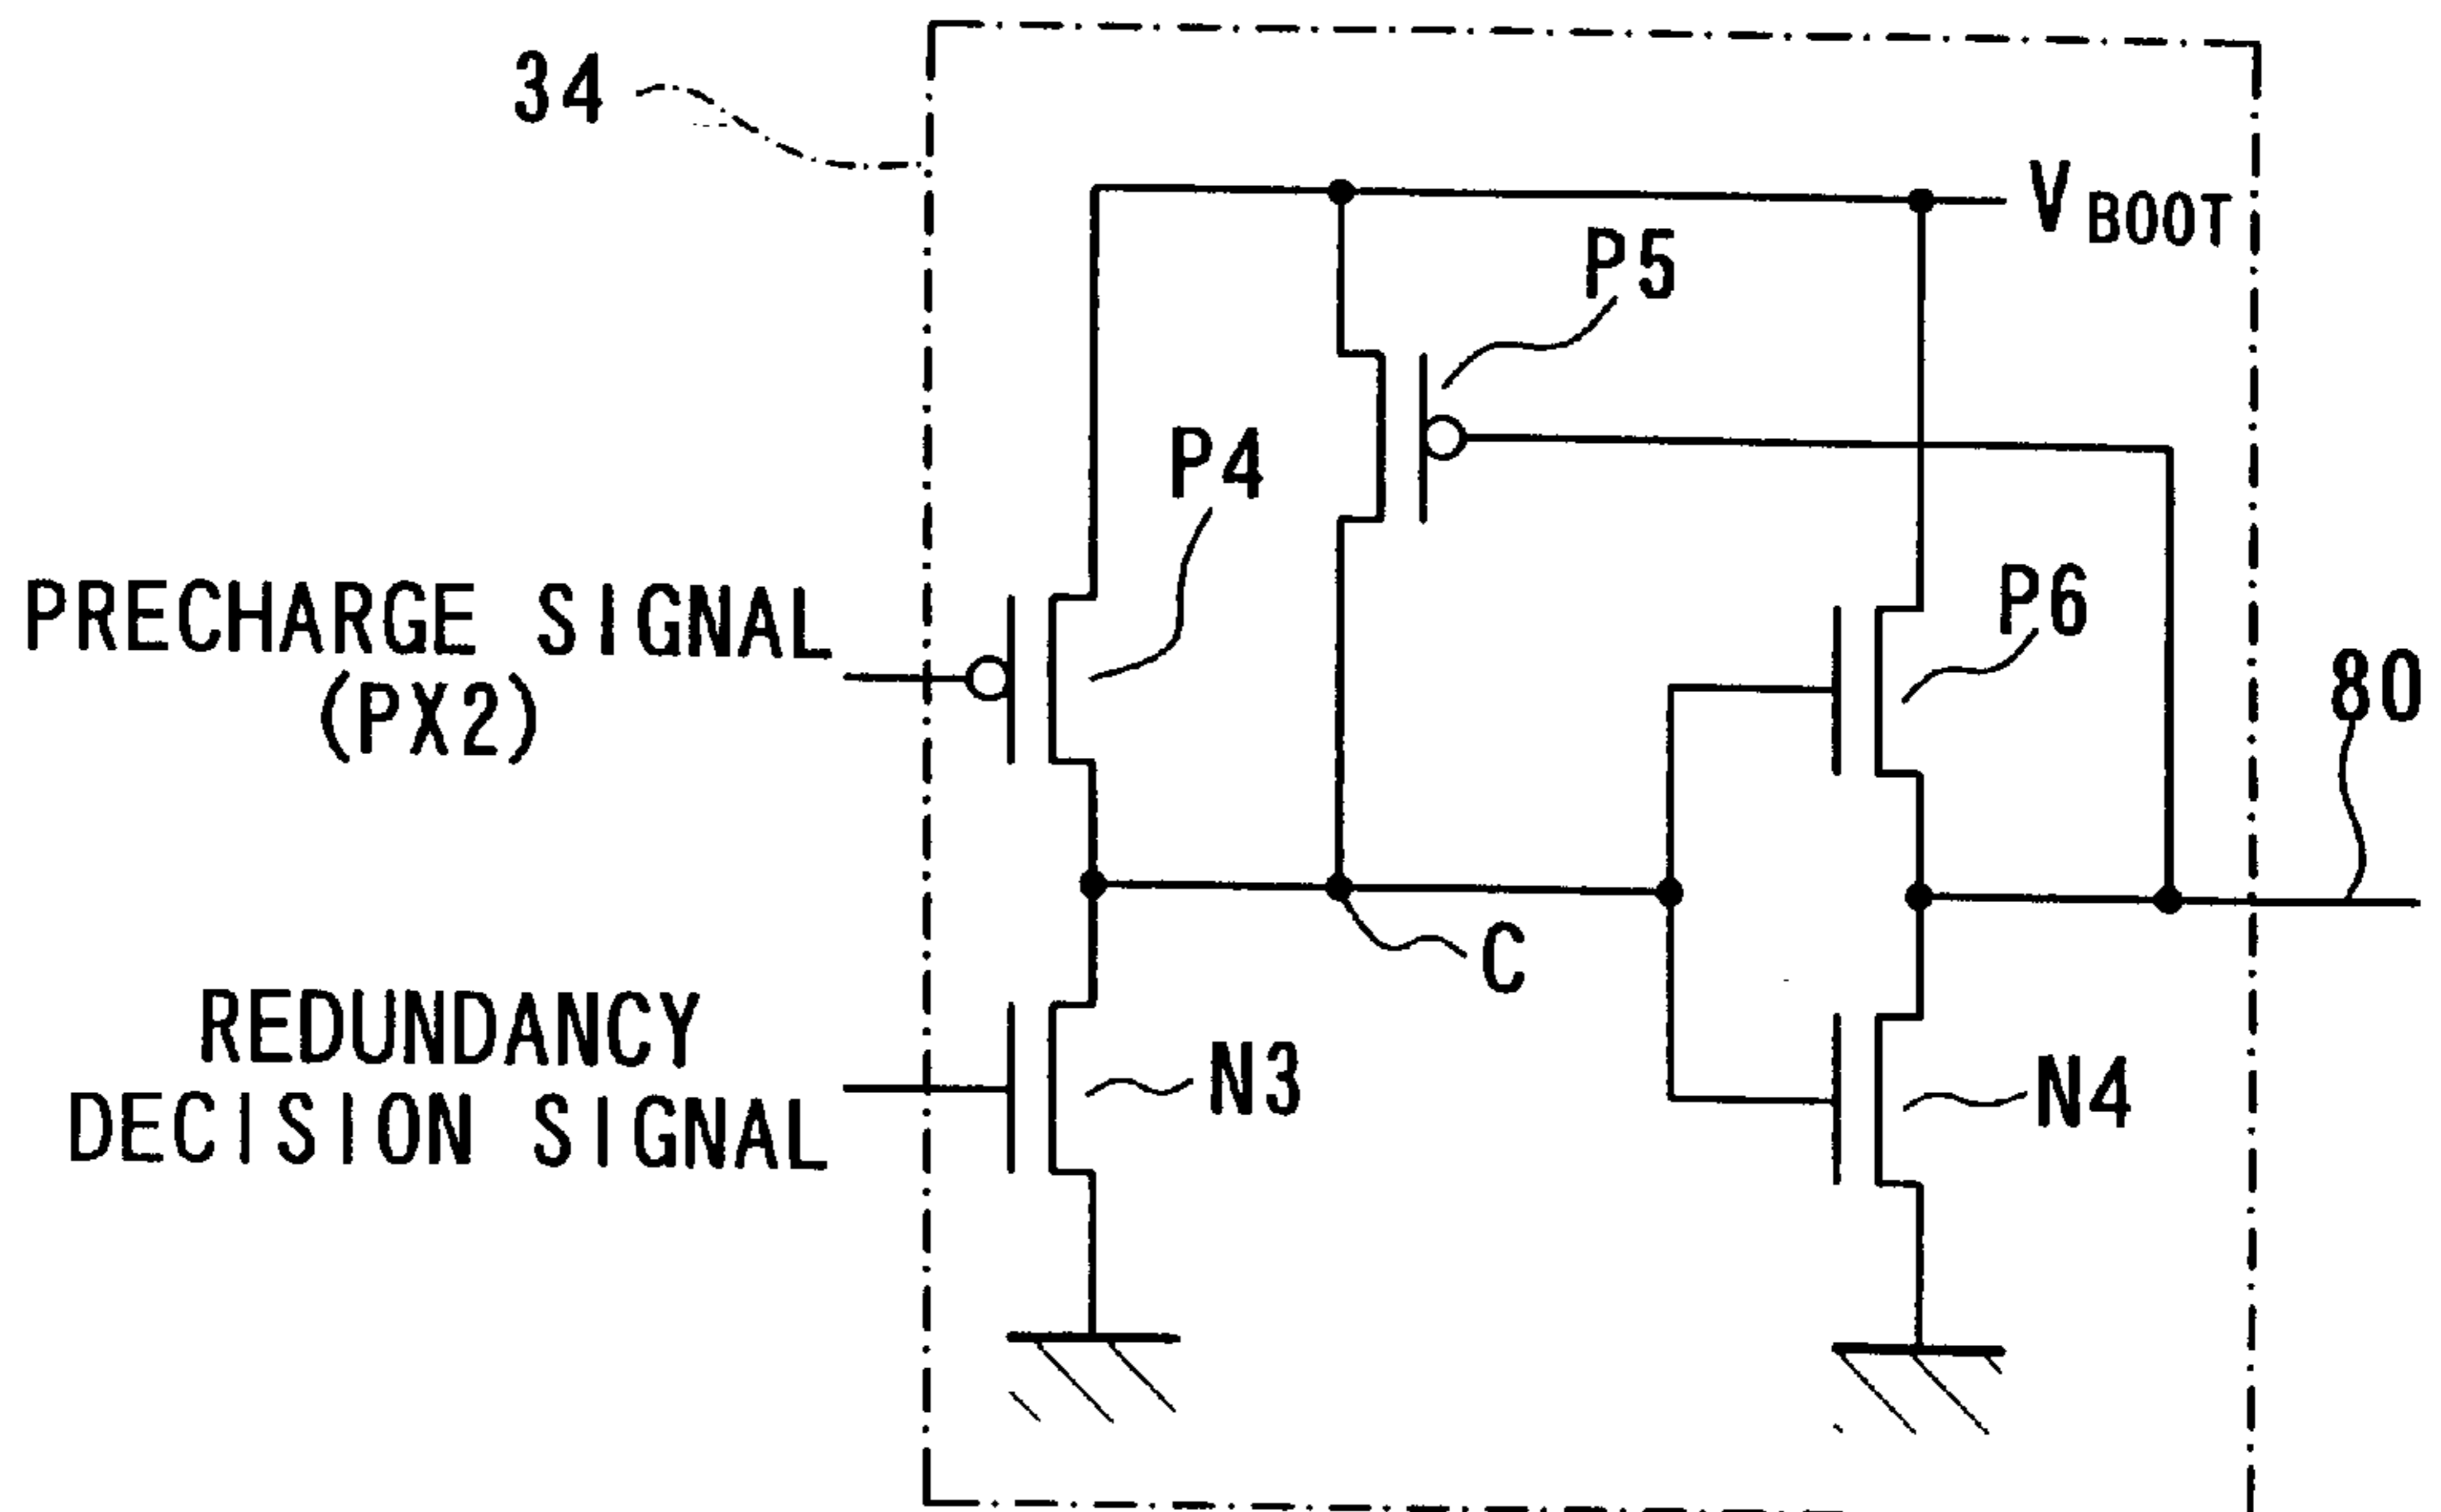 34
V BOOT
P5
P4
P6
PRECHARGE SIGNAL
(PX2)
80
C
REDUNDANCY
DECISION SIGNAL
N3
N4